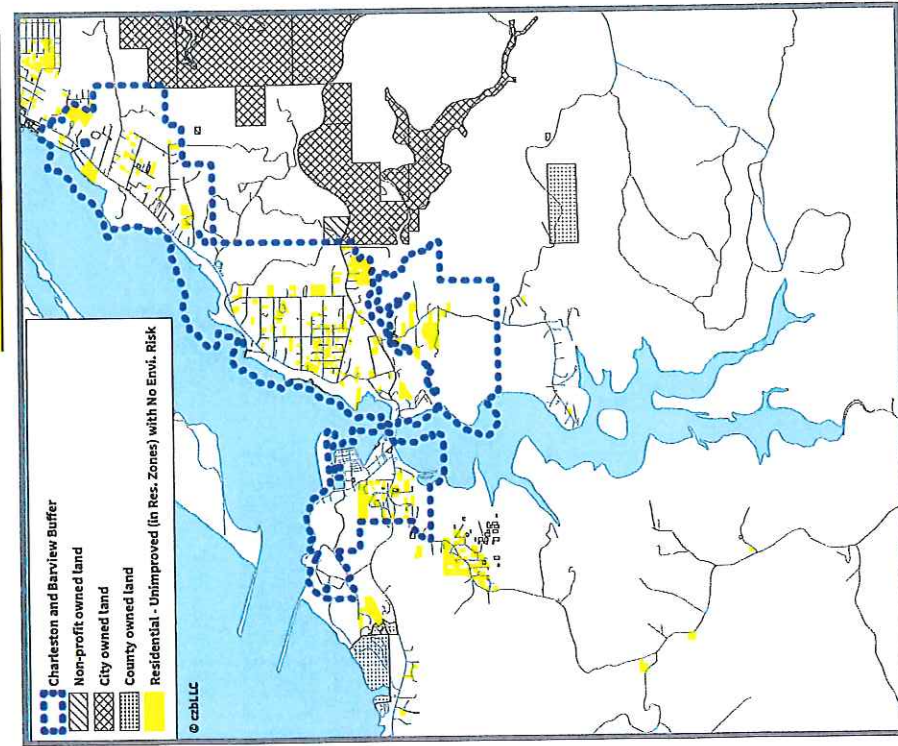 Charleston and Barview Buffer
Non-profit owned land
City owned land
County owned land
Residential - Unimproved (in Res. Zones) with No Envi. Risk
© czbLLC